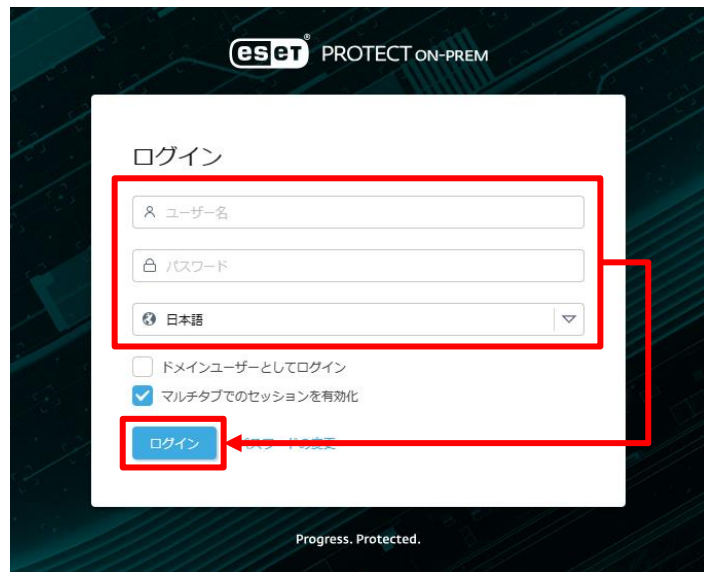 eset® PROTECT ON-PREM
ログイン
ユーザー名
パスワード
日本語
ドメインユーザーとしてログイン
マルチタブでのセッションを有効化
ログイン
パスワードの変更
Progress. Protected.